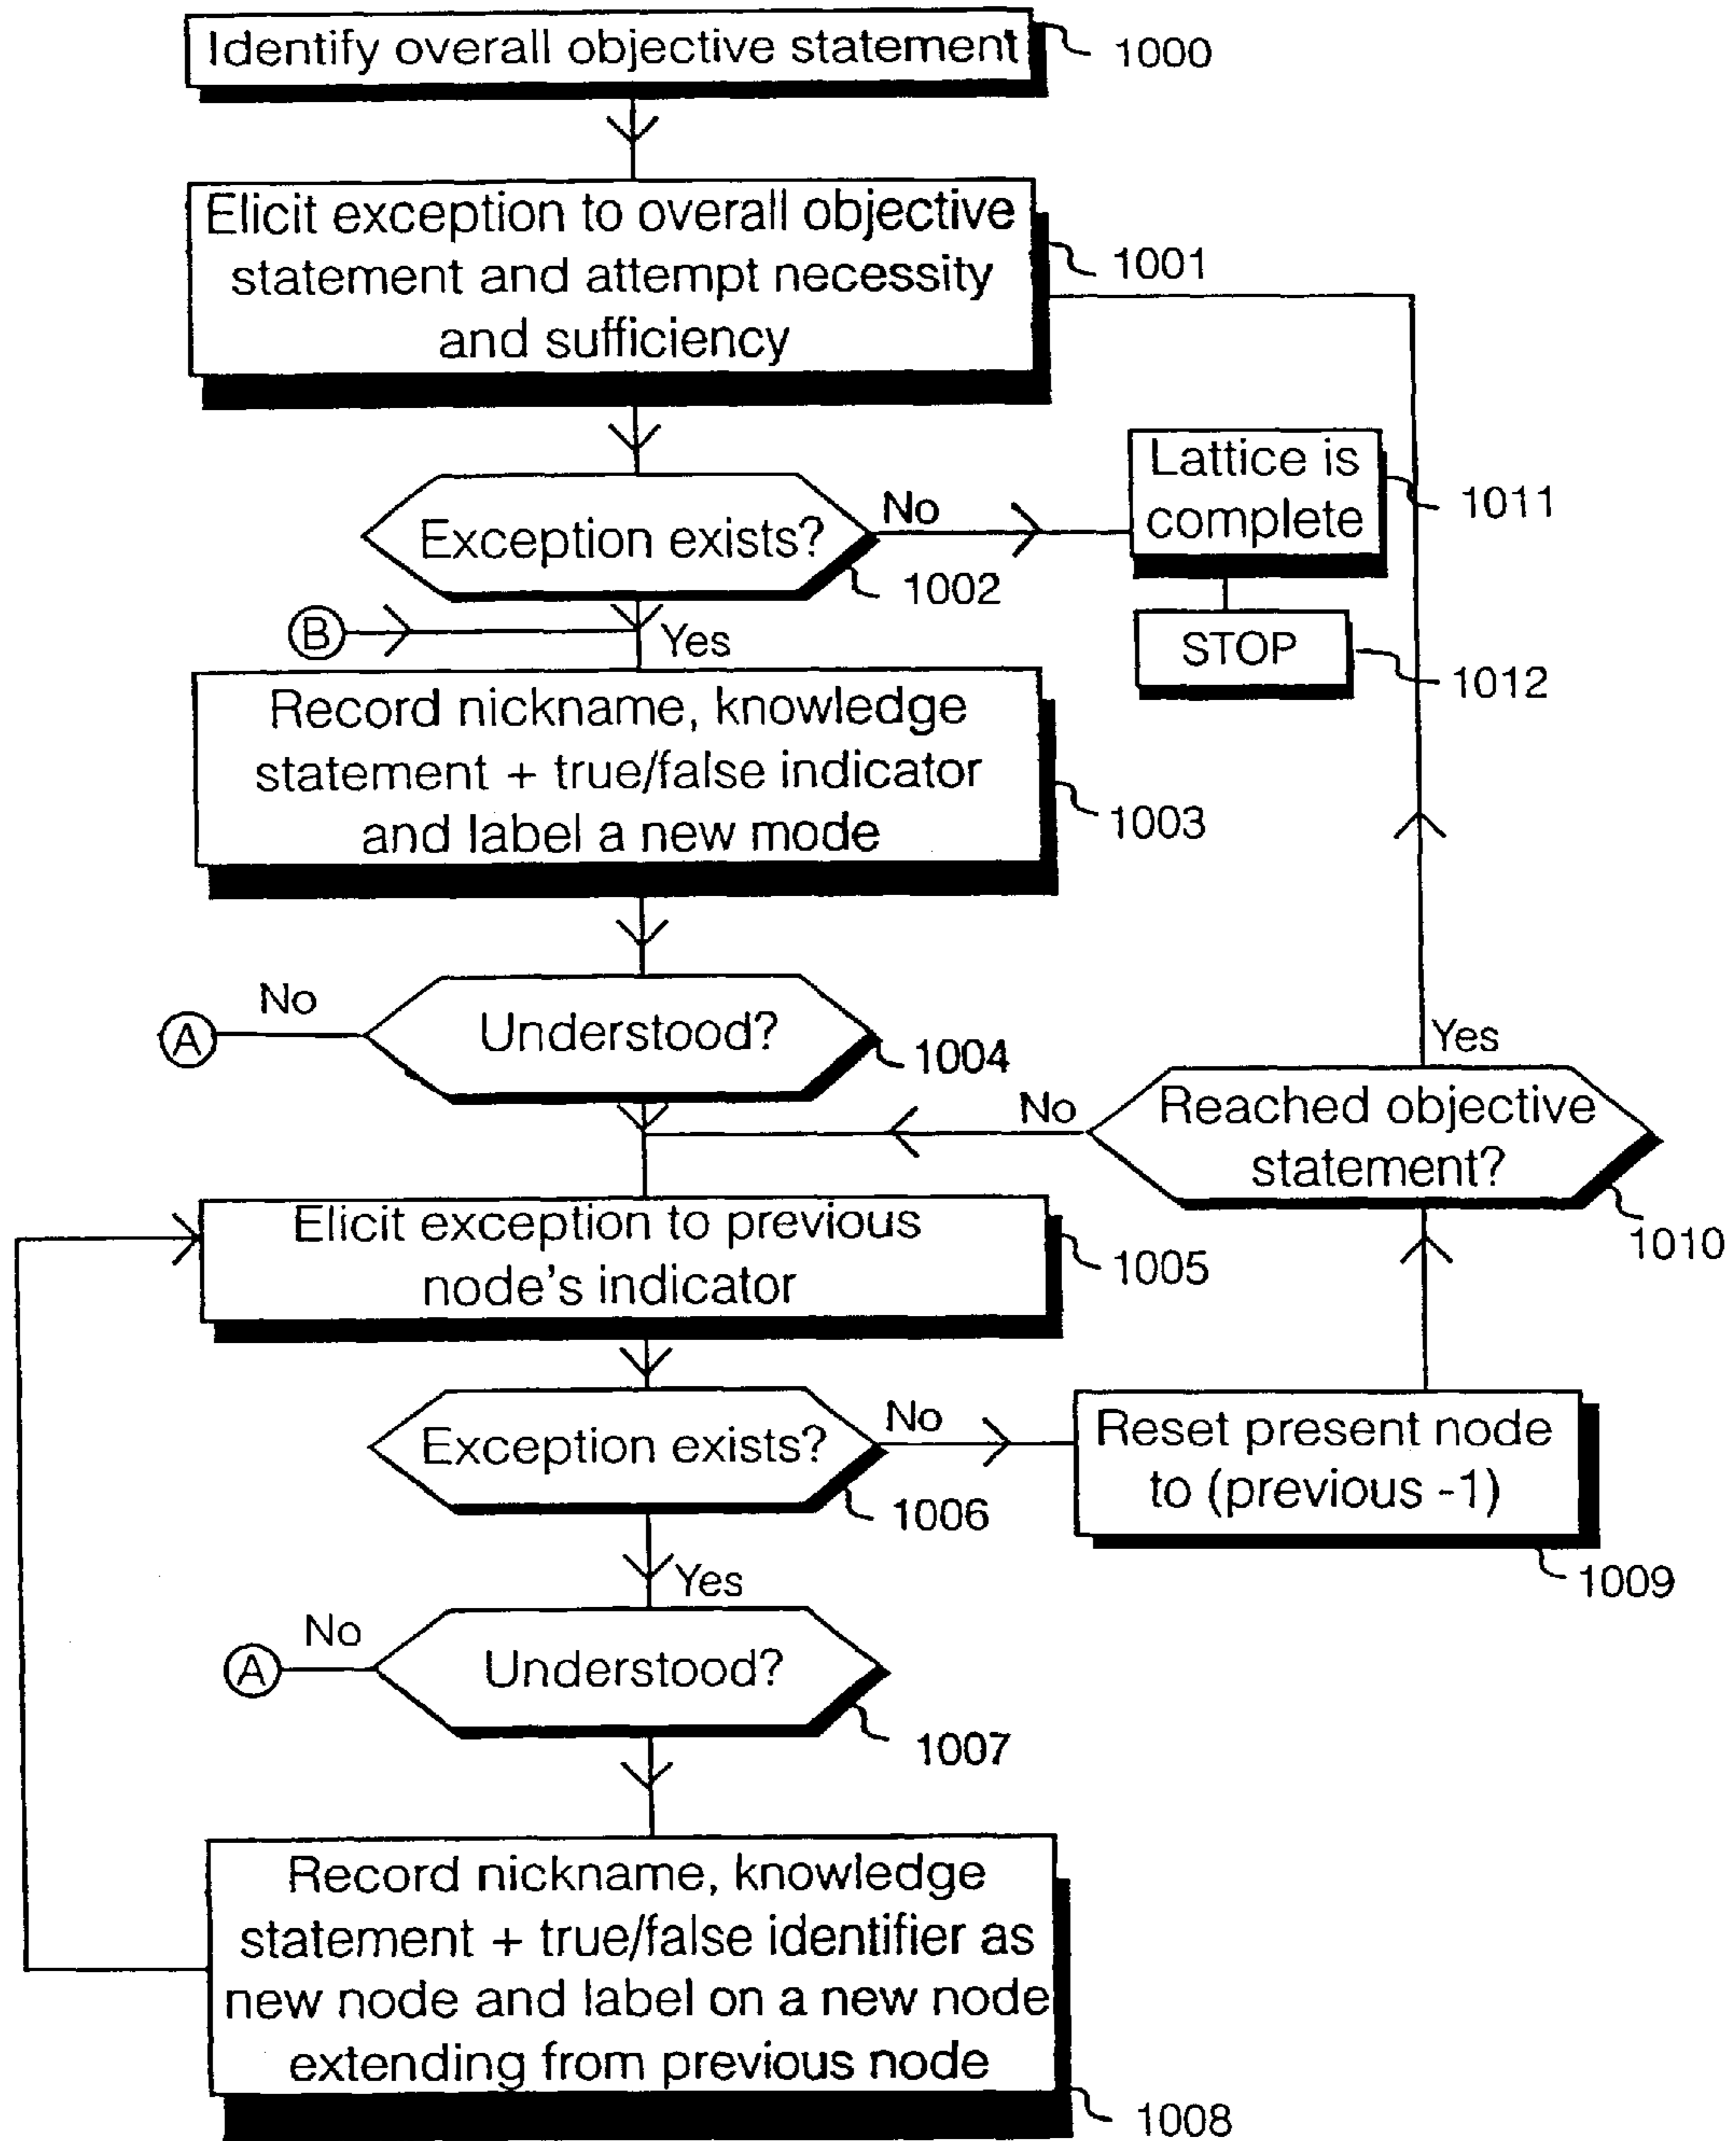 Identify overall objective statement
1000
Elicit exception to overall objective
statement and attempt necessity
and sufficiency
1001
Exception exists?
No
1002
Lattice is
complete
1011
STOP
1012
B
Yes
Record nickname, knowledge
statement + true/false indicator
and label a new mode
1003
No
A
Understood?
1004
Yes
No
Reached objective
statement?
1010
Elicit exception to previous
node's indicator
1005
Exception exists?
No
1006
Reset present node
to (previous -1)
1009
Yes
No
A
Understood?
1007
Record nickname, knowledge
statement + true/false identifier as
new node and label on a new node
extending from previous node
1008